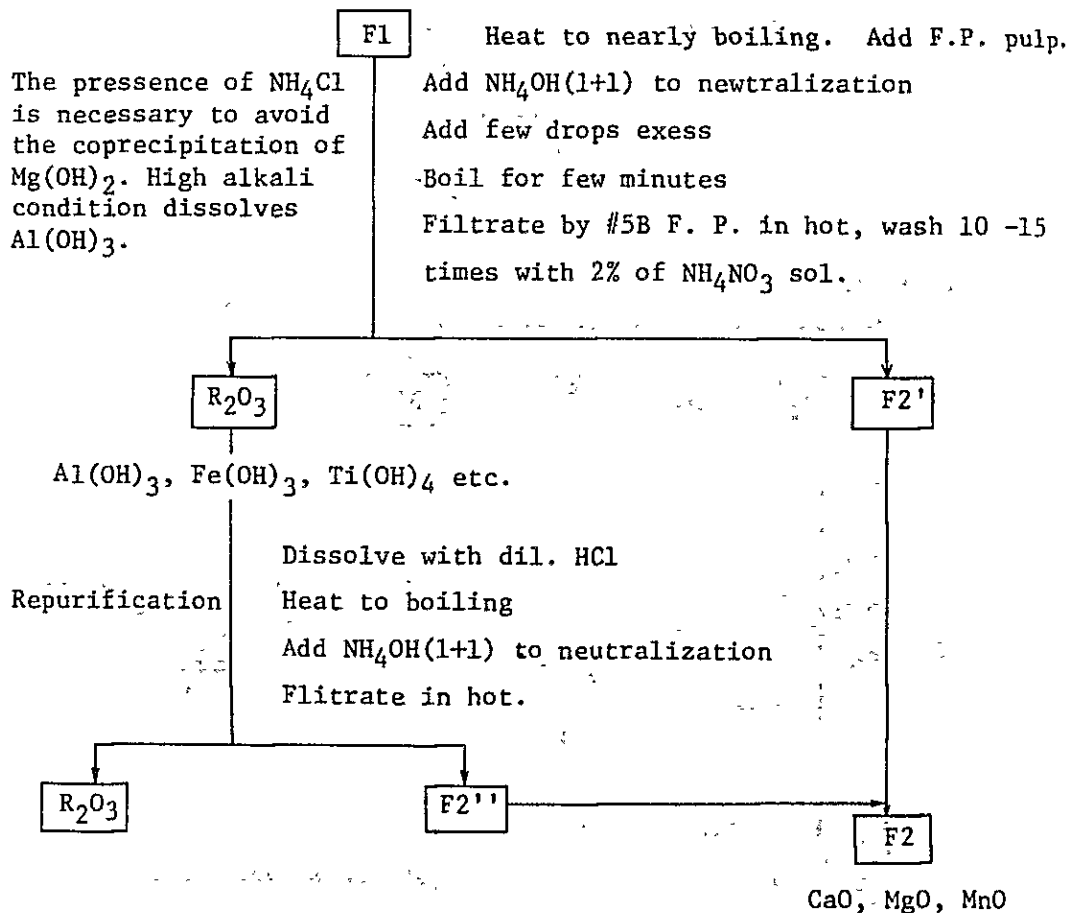 F1
Heat to nearly boiling. Add F.P. pulp.
The pressence of NH4Cl
is necessary to avoid
the coprecipitation of
Mg(OH)2. High alkali
condition dissolves
Al(OH)3.
Add NH4OH(1+1) to newtralization
Add few drops exess
Boil for few minutes
Filtrate by #5B F. P. in hot, wash 10 -15
times with 2% of NH4NO3 sol.
R2O3
F2'
Al(OH)3, Fe(OH)3, Ti(OH)4 etc.
Repurification
Dissolve with dil. HCl
Heat to boiling
Add NH4OH(1+1) to neutralization
Flitrate in hot.
R2O3
F2''
F2
CaO, MgO, MnO